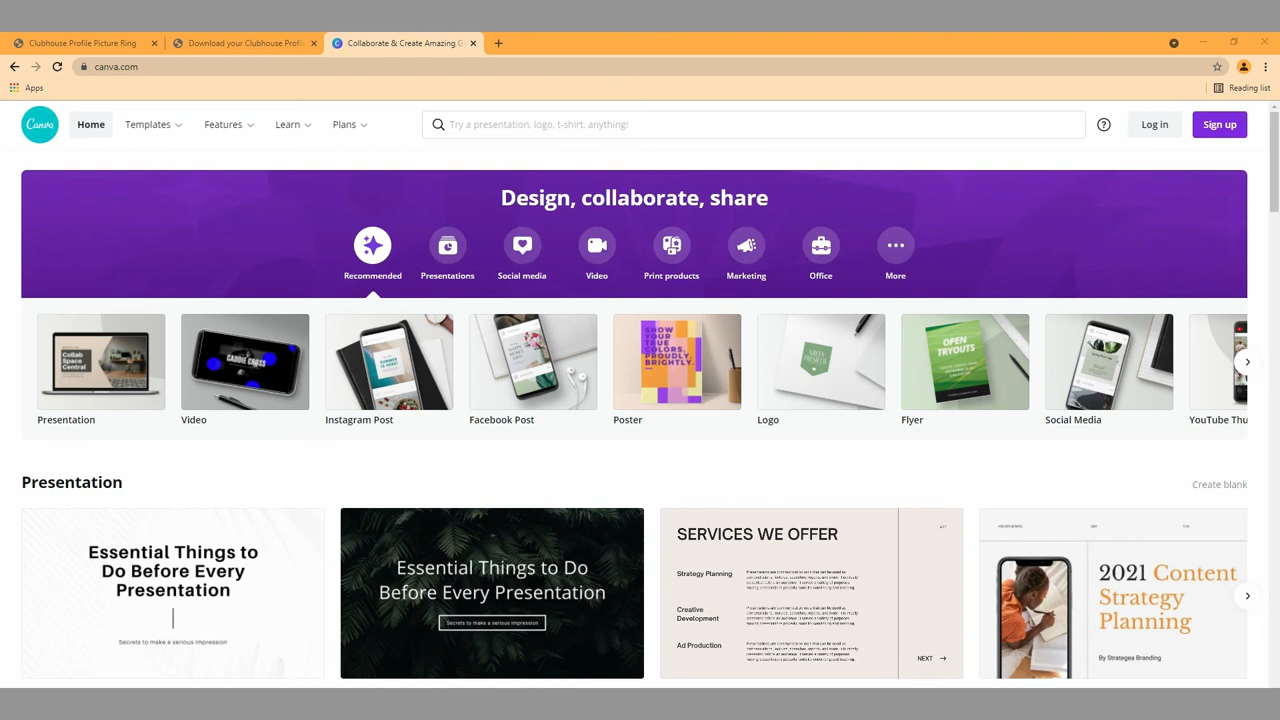 Clubhouse Profile Picture Ring
Download your Clubhouse Profi
Collaborate & Create Amazing G
canva.com
Apps
Reading list
Canva
Home
Templates
Features
Learn
Plans
Try a presentation, logo, t-shirt, anything!
Log in
Sign up
Design, collaborate, share
Recommended
Presentations
Social media
Video
Print products
Marketing
Office
More
Collab
Space
Central
CADDIE CROSS
SUMMER
SHOW
YOUR
TRUE
COLORS.
PROUDLY.
BRIGHTLY.
GREEN
OPEN
TRYOUTS
Presentation
Video
Instagram Post
Facebook Post
Poster
Logo
Flyer
Social Media
YouTube Thu
Presentation
Create blank
Essential Things to
Do Before Every
Presentation
Secrets to make a serious impression
Essential Things to Do
Before Every Presentation
Secrets to make a serious impression
SERVICES WE OFFER
Strategy Planning
Creative
Development
Ad Production
NEXT →
2021 Content
Strategy
Planning
By Strategea Branding